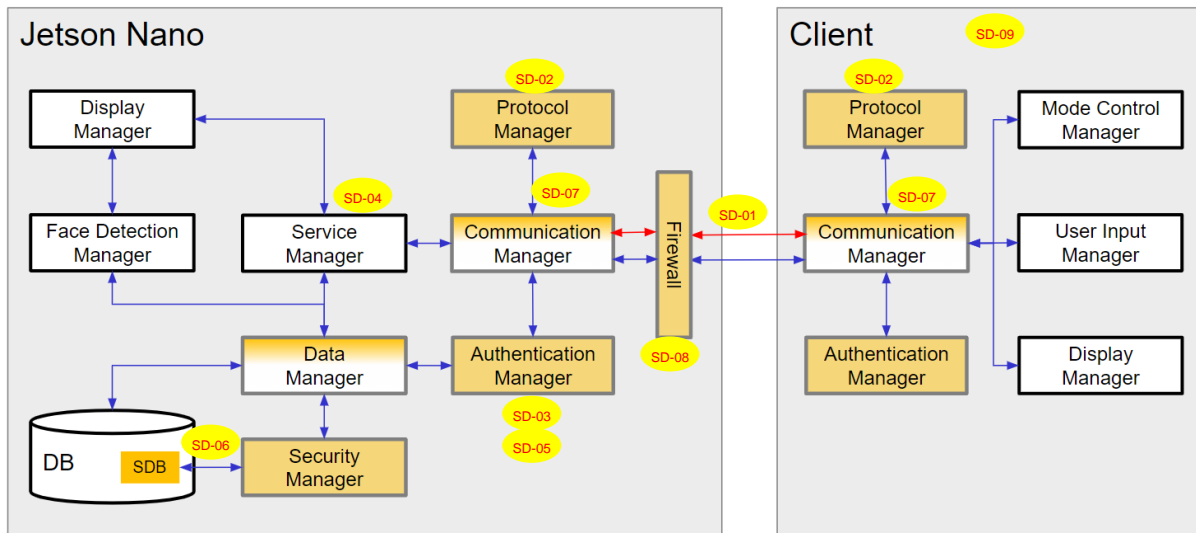 Jetson Nano
Client
SD-09
SD-02
SD-02
Display
Manager
Protocol
Manager
Protocol
Manager
Mode Control
Manager
SD-04
SD-07
SD-01
SD-07
Face Detection
Manager
Service
Manager
Communication
Manager
Firewall
Communication
Manager
User Input
Manager
Data
Manager
Authentication
Manager
SD-08
Authentication
Manager
Display
Manager
SD-03
SD-05
SD-06
DB
SDB
Security
Manager